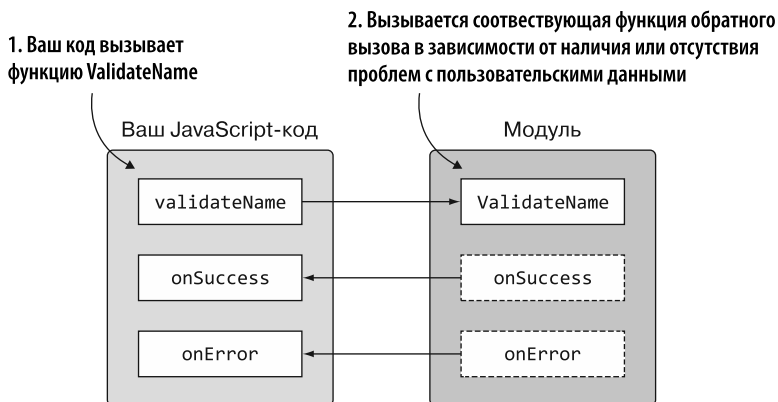 1. Ваш код вызывает
функцию ValidateName
2. Вызывается соотвествующая функция обратного
вызова в зависимости от наличия или отсутствия
проблем с пользовательскими данными
Ваш JavaScript-код
Модуль
validateName
ValidateName
onSuccess
onSuccess
onError
onError